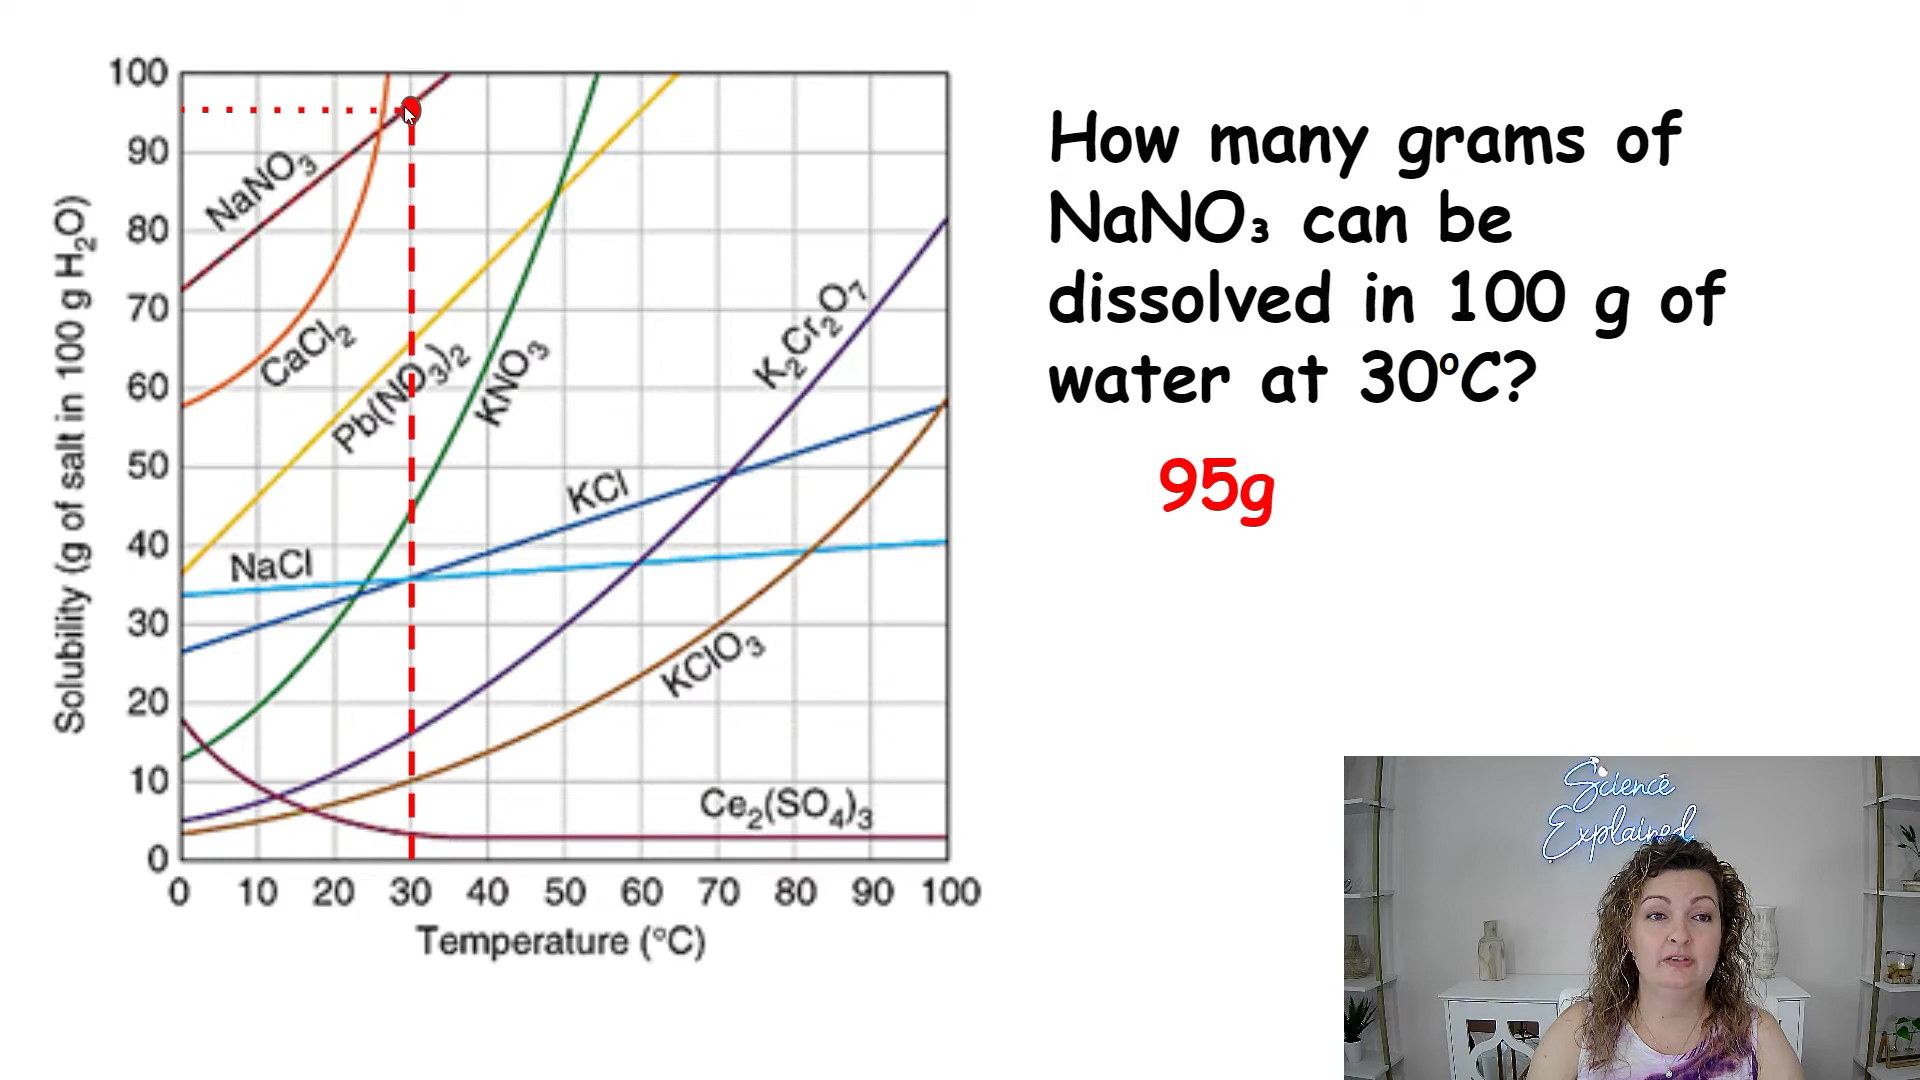 How many grams of
NaNO₃ can be
dissolved in 100 g of
water at 30°C?
95g
Solubility (g of salt in 100 g H₂O)
100
90
80
70
60
50
40
30
20
10
0
NaNO₃
CaCl₂
Pb(NO₃)₂
KNO₃
K₂Cr₂O₇
KCl
NaCl
KClO₃
Ce₂(SO₄)₃
0 10 20 30 40 50 60 70 80 90 100
Temperature (°C)
Science
Explained